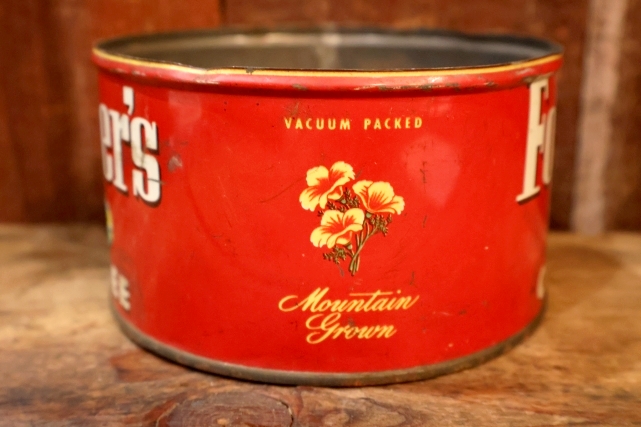 VACUUM PACKED
er's
Fo
EE
Mountain
Grown